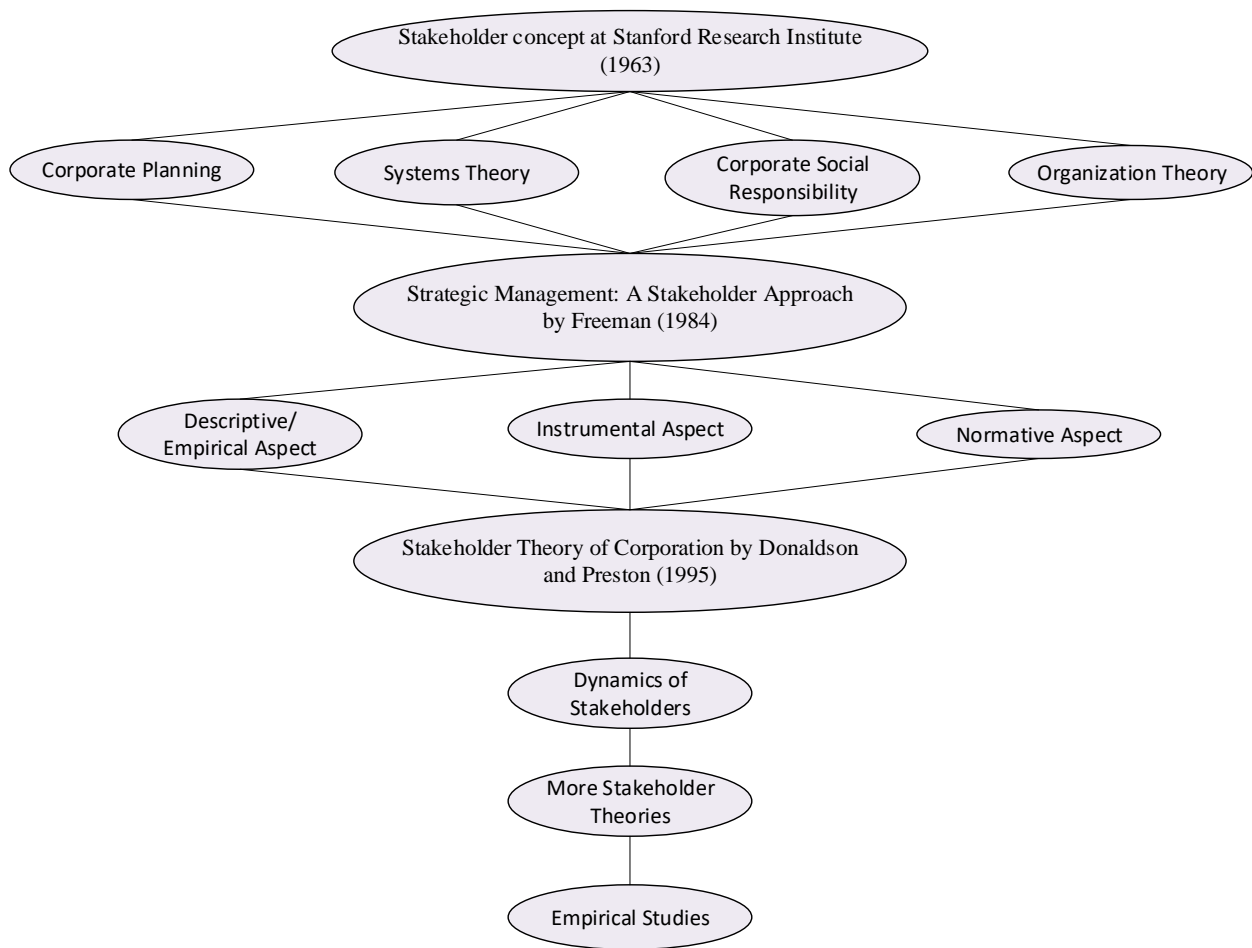 Stakeholder concept at Stanford Research Institute
(1963)
Corporate Planning
Systems Theory
Corporate Social
Responsibility
Organization Theory
Strategic Management: A Stakeholder Approach
by Freeman (1984)
Descriptive/
Empirical Aspect
Instrumental Aspect
Normative Aspect
Stakeholder Theory of Corporation by Donaldson
and Preston (1995)
Dynamics of
Stakeholders
More Stakeholder
Theories
Empirical Studies